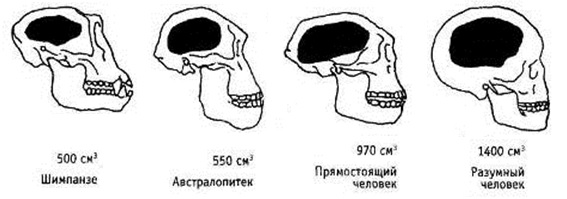 500 см³
Шимпанзе
550 см³
Австралопитек
970 см³
Прямостоящий
человек
1400 см³
Разумный
человек